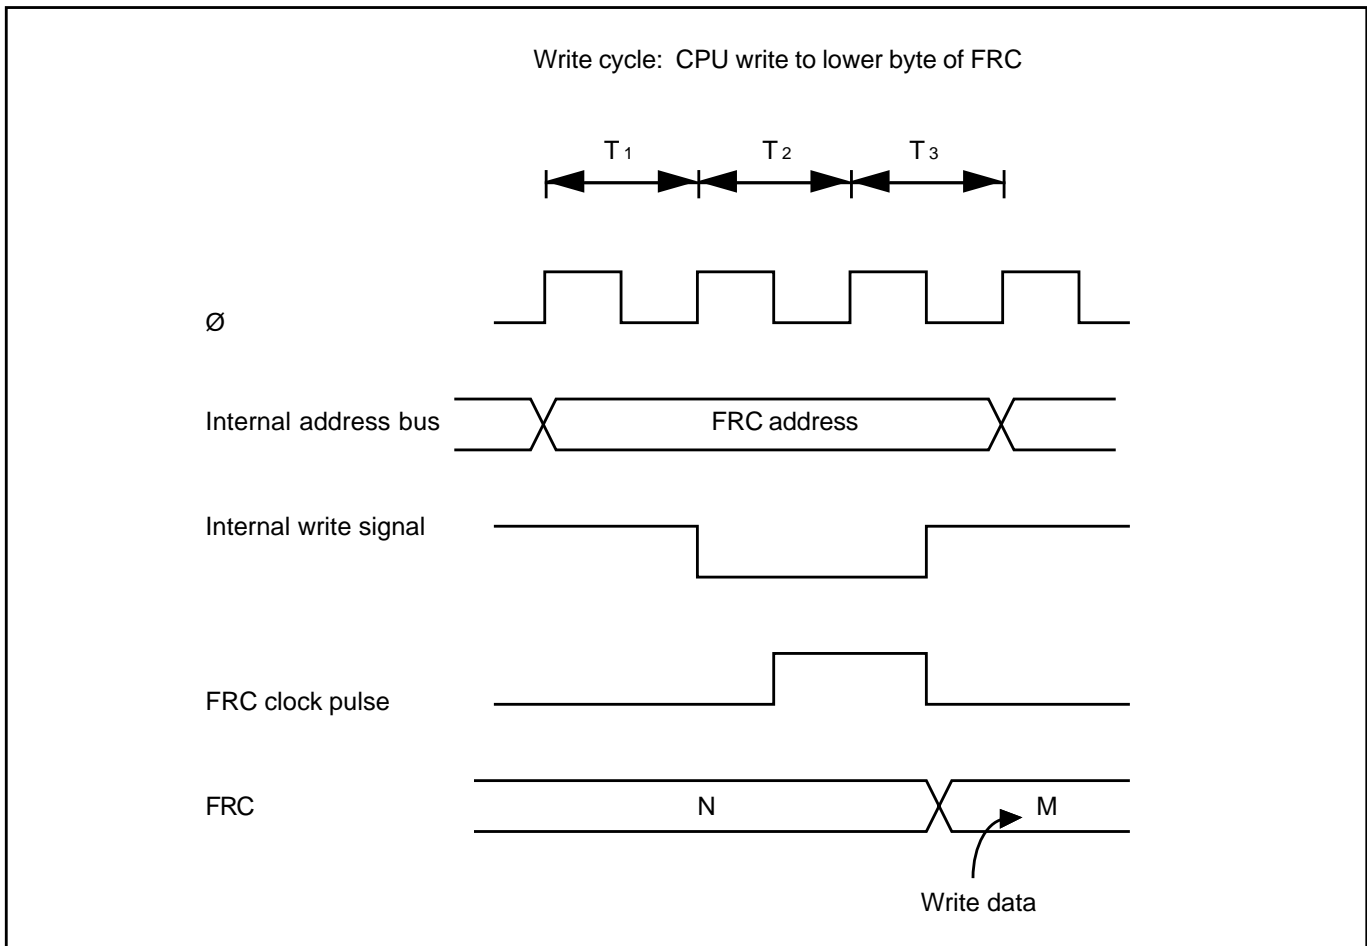 Write cycle: CPU write to lower byte of FRC
T1 T2 T3
Ø
Internal address bus FRC address
Internal write signal
FRC clock pulse
FRC N M
Write data